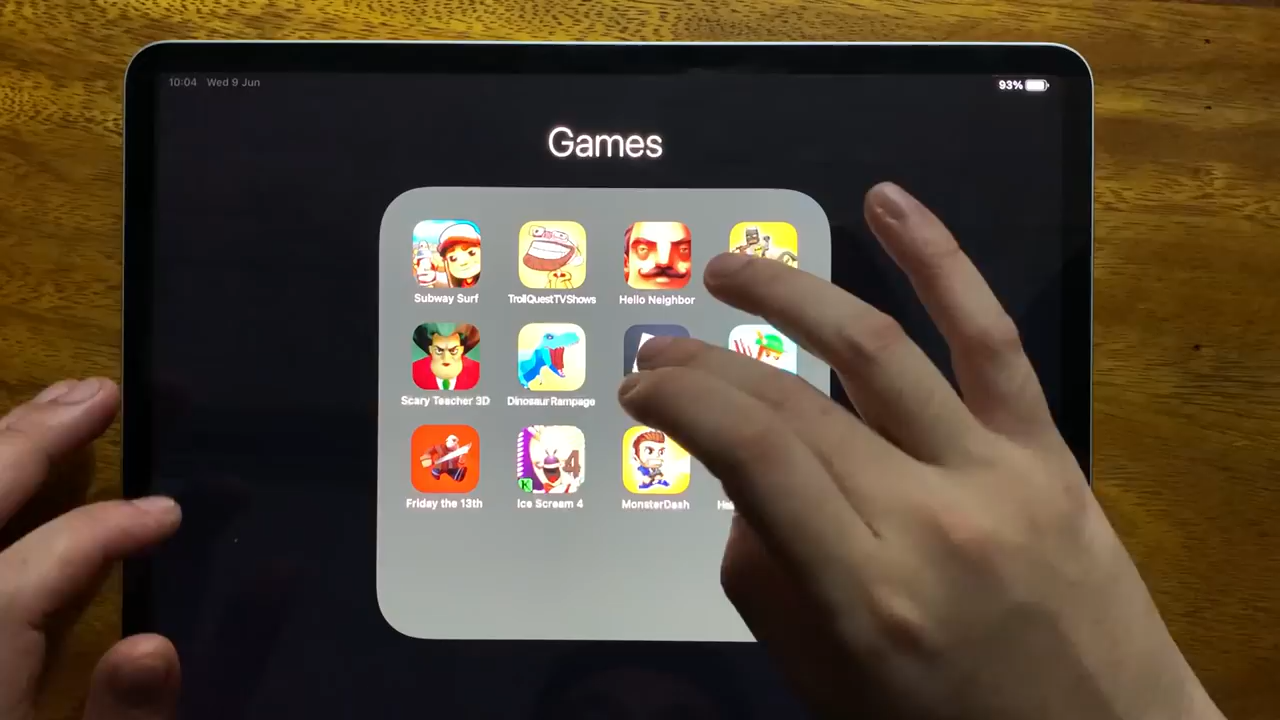 10:04 Wed 9 Jun
93%
Games
Subway Surf
TrollQuestTVShows
Hello Neighbor
Scary Teacher 3D
Dinosaur Rampage
4
K
Friday the 13th
Ice Scream 4
MonsterDash